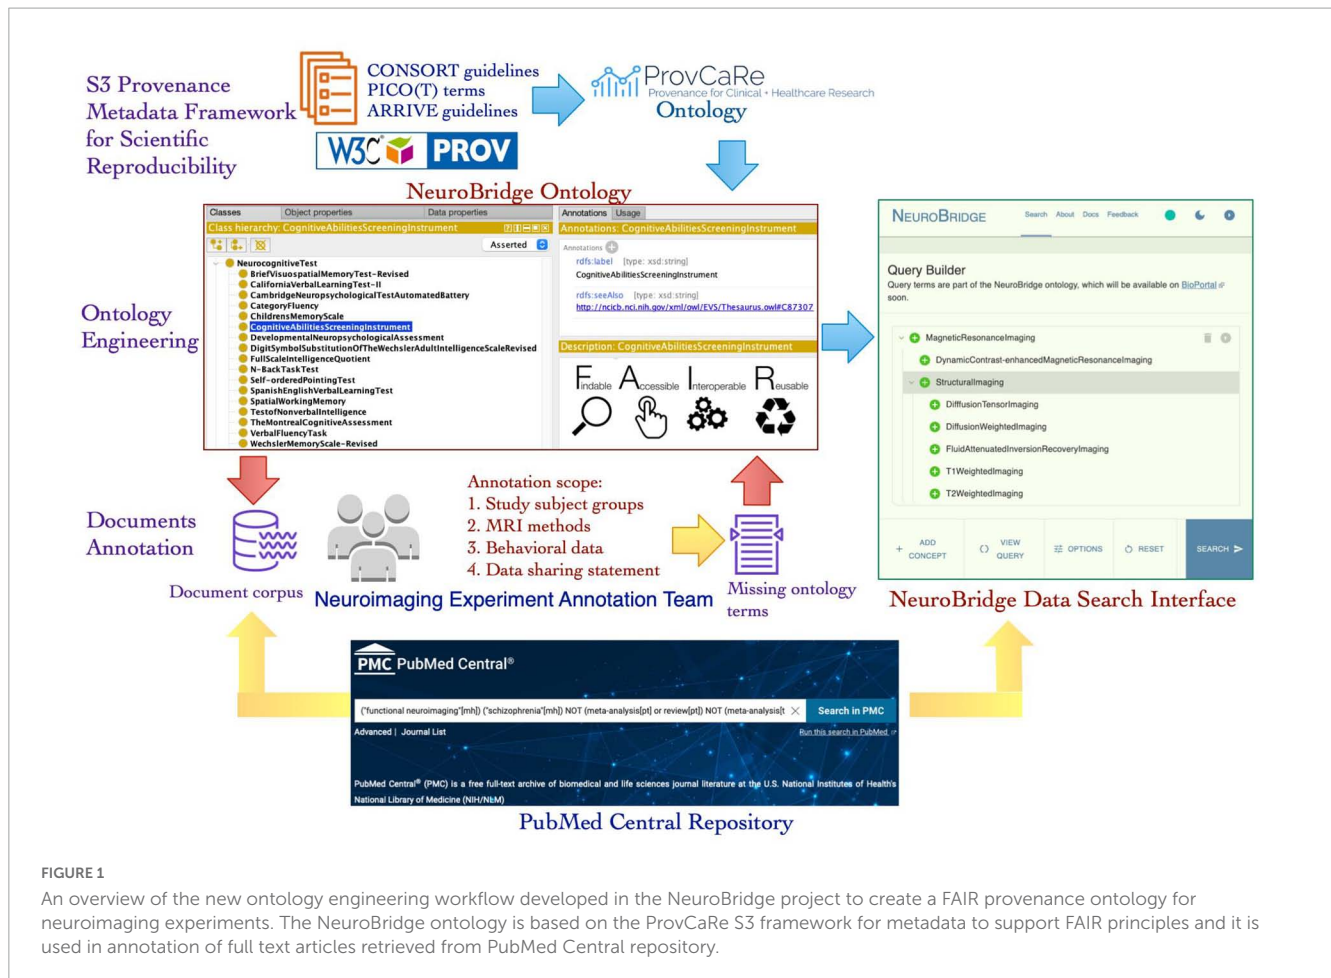 S3 Provenance
Metadata Framework
for Scientific
Reproducibility
CONSORT guidelines
PICO(T) terms
ARRIVE guidelines
W3C® PROV
ProvCaRe
Provenance for Clinical + Healthcare Research
Ontology
NeuroBridge Ontology
Ontology
Engineering
Classes Object properties Data properties
Class hierarchy: CognitiveAbilitiesScreeningInstrument
Asserted
NeurocognitiveTest
BriefVisuospatialMemoryTest-Revised
CaliforniaVerbalLearningTest-II
CambridgeNeuropsychologicalTestAutomatedBattery
CategoryFluency
ChildrensMemoryScale
CognitiveAbilitiesScreeningInstrument
DevelopmentalNeuropsychologicalAssessment
DigitSymbolSubstitutionOfTheWechslerAdultIntelligenceScaleRevised
FullScaleIntelligenceQuotient
N-BackTaskTest
Self-orderedPointingTest
SpanishEnglishVerbalLearningTest
SpatialWorkingMemory
TestofNonverbalIntelligence
TheMontrealCognitiveAssessment
VerbalFluencyTask
WechslerMemoryScale-Revised
Annotations Usage
Annotations: CognitiveAbilitiesScreeningInstrument
Annotations
rdfs:label [type: xsd:string]
CognitiveAbilitiesScreeningInstrument
rdfs:seeAlso [type: xsd:string]
http://ncicb.nci.nih.gov/xml/owl/EVS/Thesaurus.owl#C87307
Description: CognitiveAbilitiesScreeningInstrument
Findable Accessible Interoperable Reusable
NEUROBRIDGE Search About Docs Feedback
Query Builder
Query terms are part of the NeuroBridge ontology, which will be available on BioPortal
soon.
MagneticResonanceImaging
DynamicContrast-enhancedMagneticResonanceImaging
StructuralImaging
DifffusionTensorImaging
DiffusionWeightedImaging
FluidAttenuatedInversionRecoveryImaging
T1WeightedImaging
T2WeightedImaging
+ ADD CONCEPT
VIEW QUERY
OPTIONS
RESET
SEARCH
NeuroBridge Data Search Interface
Documents
Annotation
Document corpus
Annotation scope:
1. Study subject groups
2. MRI methods
3. Behavioral data
4. Data sharing statement
Neuroimaging Experiment Annotation Team
Missing ontology
terms
PMC PubMed Central®
("functional neuroimaging"[mh]) ("schizophrenia"[mh]) NOT (meta-analysis[pt] or review[pt]) NOT (meta-analysis[t
Search in PMC
Advanced | Journal List
Run this search in PubMed
PubMed Central® (PMC) is a free full-text archive of biomedical and life sciences journal literature at the U.S. National Institutes of Health's
National Library of Medicine (NIH/NLM)
PubMed Central Repository
FIGURE 1
An overview of the new ontology engineering workflow developed in the NeuroBridge project to create a FAIR provenance ontology for
neuroimaging experiments. The NeuroBridge ontology is based on the ProvCaRe S3 framework for metadata to support FAIR principles and it is
used in annotation of full text articles retrieved from PubMed Central repository.